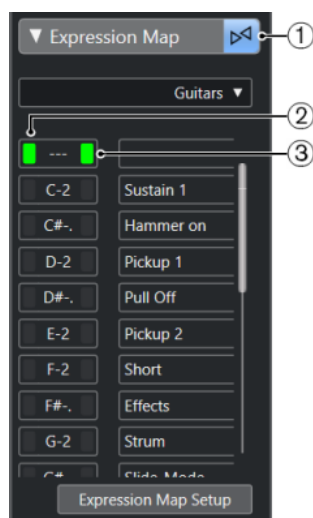 ▼ Expression Map
1
Guitars ▼
2
--- 3
C-2 Sustain 1
C#-. Hammer on
D-2 Pickup 1
D#-. Pull Off
E-2 Pickup 2
F-2 Short
F#-. Effects
G-2 Strum
Expression Map Setup